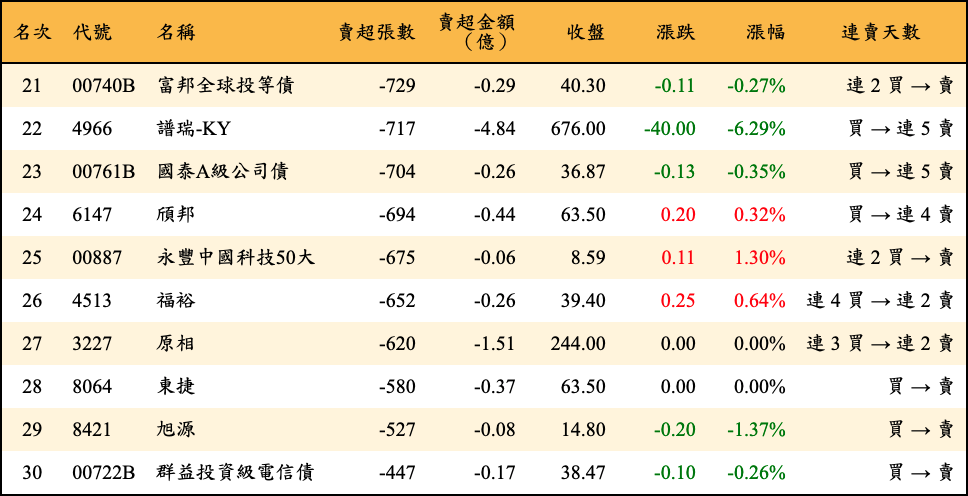 名次 代號 名稱 賣超張數 賣超金額（億） 收盤 漲跌 漲幅 連賣天數
21 00740B 富邦全球投等債 -729 -0.29 40.30 -0.11 -0.27% 連 2 買 → 賣
22 4966 譜瑞-KY -717 -4.84 676.00 -40.00 -6.29% 買 → 連 5 賣
23 00761B 國泰A級公司債 -704 -0.26 36.87 -0.13 -0.35% 買 → 連 5 賣
24 6147 頎邦 -694 -0.44 63.50 0.20 0.32% 買 → 連 4 賣
25 00887 永豐中國科技50大 -675 -0.06 8.59 0.11 1.30% 連 2 買 → 賣
26 4513 福裕 -652 -0.26 39.40 0.25 0.64% 連 4 買 → 連 2 賣
27 3227 原相 -620 -1.51 244.00 0.00 0.00% 連 3 買 → 連 2 賣
28 8064 東捷 -580 -0.37 63.50 0.00 0.00% 買 → 賣
29 8421 旭源 -527 -0.08 14.80 -0.20 -1.37% 買 → 賣
30 00722B 群益投資級電信債 -447 -0.17 38.47 -0.10 -0.26% 買 → 賣